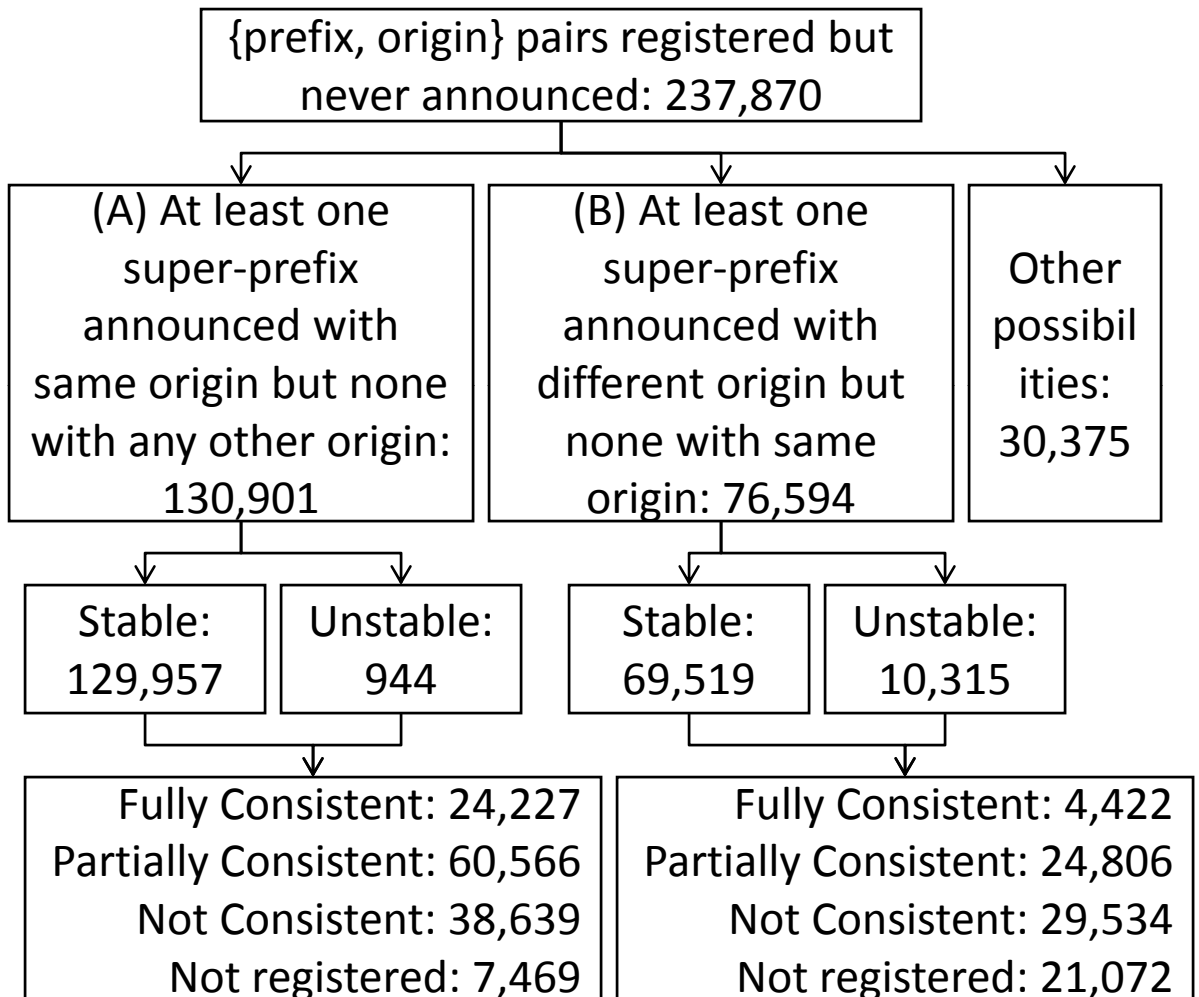 {prefix, origin} pairs registered but
never announced: 237,870
(A) At least one
super-prefix
announced with
same origin but none
with any other origin:
130,901
(B) At least one
super-prefix
announced with
different origin but
none with same
origin: 76,594
Other
possibil
ities:
30,375
Stable:
129,957
Unstable:
944
Stable:
69,519
Unstable:
10,315
Fully Consistent: 24,227
Partially Consistent: 60,566
Not Consistent: 38,639
Not registered: 7,469
Fully Consistent: 4,422
Partially Consistent: 24,806
Not Consistent: 29,534
Not registered: 21,072